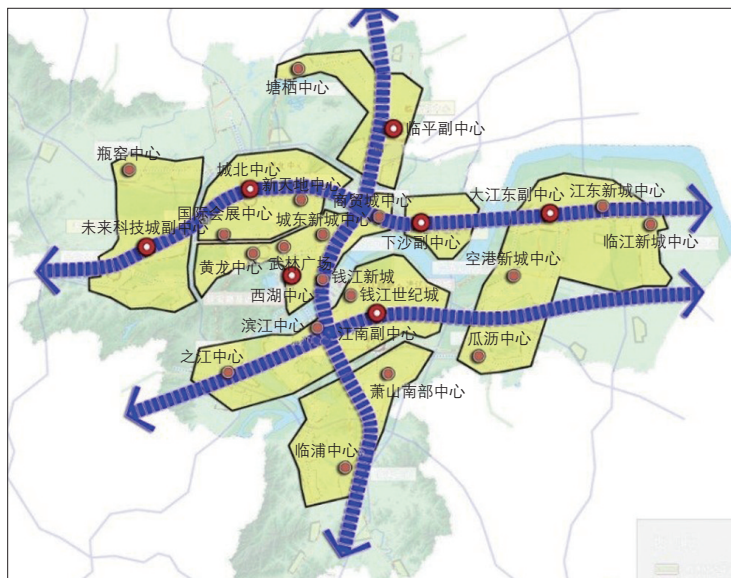 塘栖中心
临平副中心
瓶窑中心
城北中心
新天地中心
商贸城中心
大江东副中心
江东新城中心
国际会展中心
城东新城中心
未来科技城副中心
下沙副中心
临江新城中心
黄龙中心
武林广场
空港新城中心
西湖中心
钱江新城
钱江世纪城
滨江中心
江南副中心
之江中心
瓜沥中心
萧山南部中心
临浦中心